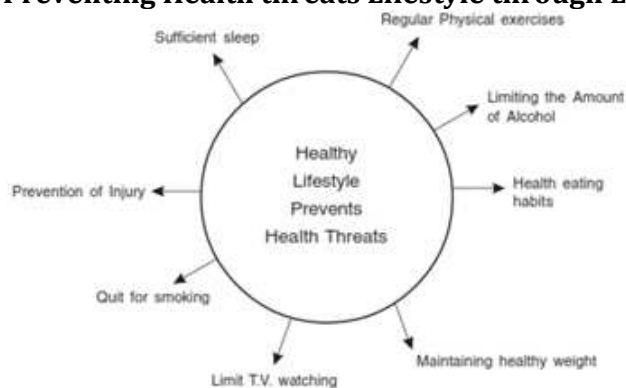 Preventing Health threats Lifestyle through
Sufficient sleep
Regular Physical exercises
Limiting the Amount
of Alcohol
Healthy
Lifestyle
Prevents
Health Threats
Prevention of Injury
Health eating
habits
Quit for smoking
Maintaining healthy weight
Limit T.V. watching